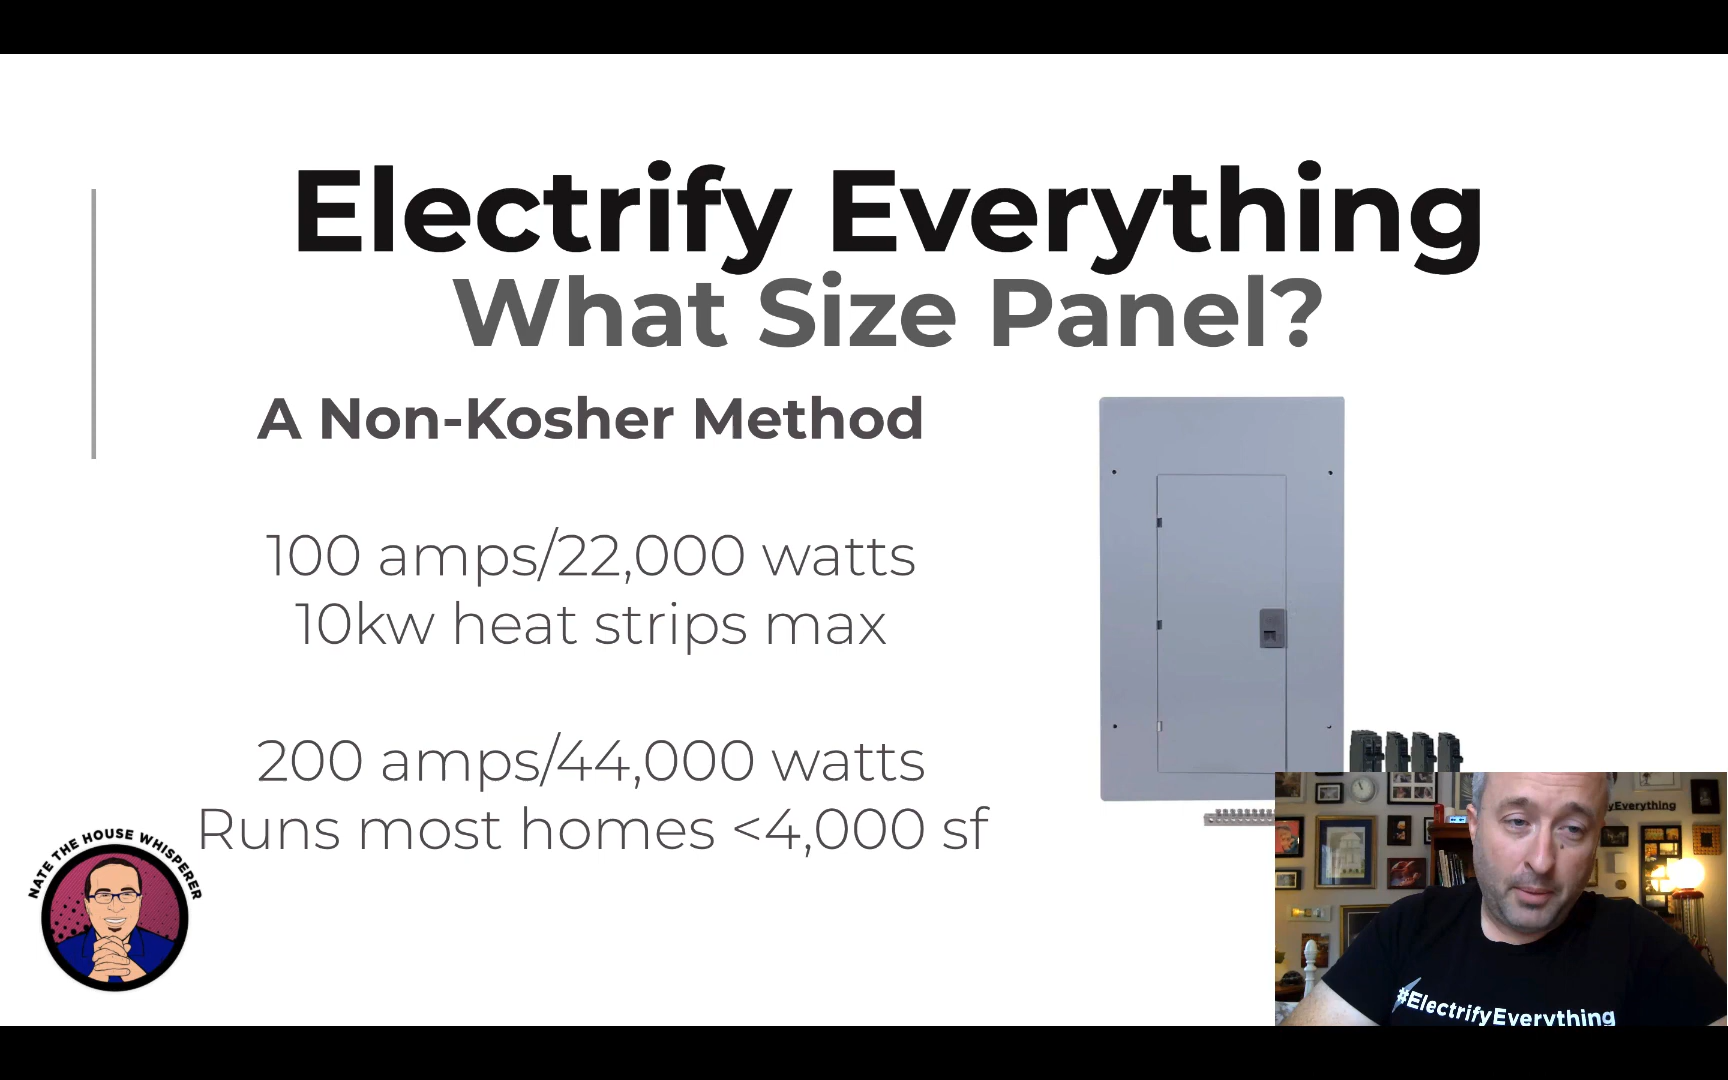 Electrify Everything
What Size Panel?
A Non-Kosher Method
100 amps/22,000 watts
10kw heat strips max
200 amps/44,000 watts
Runs most homes <4,000 sf
NATE THE HOUSE WHISPERER
yEverything
#ElectrifyEverything